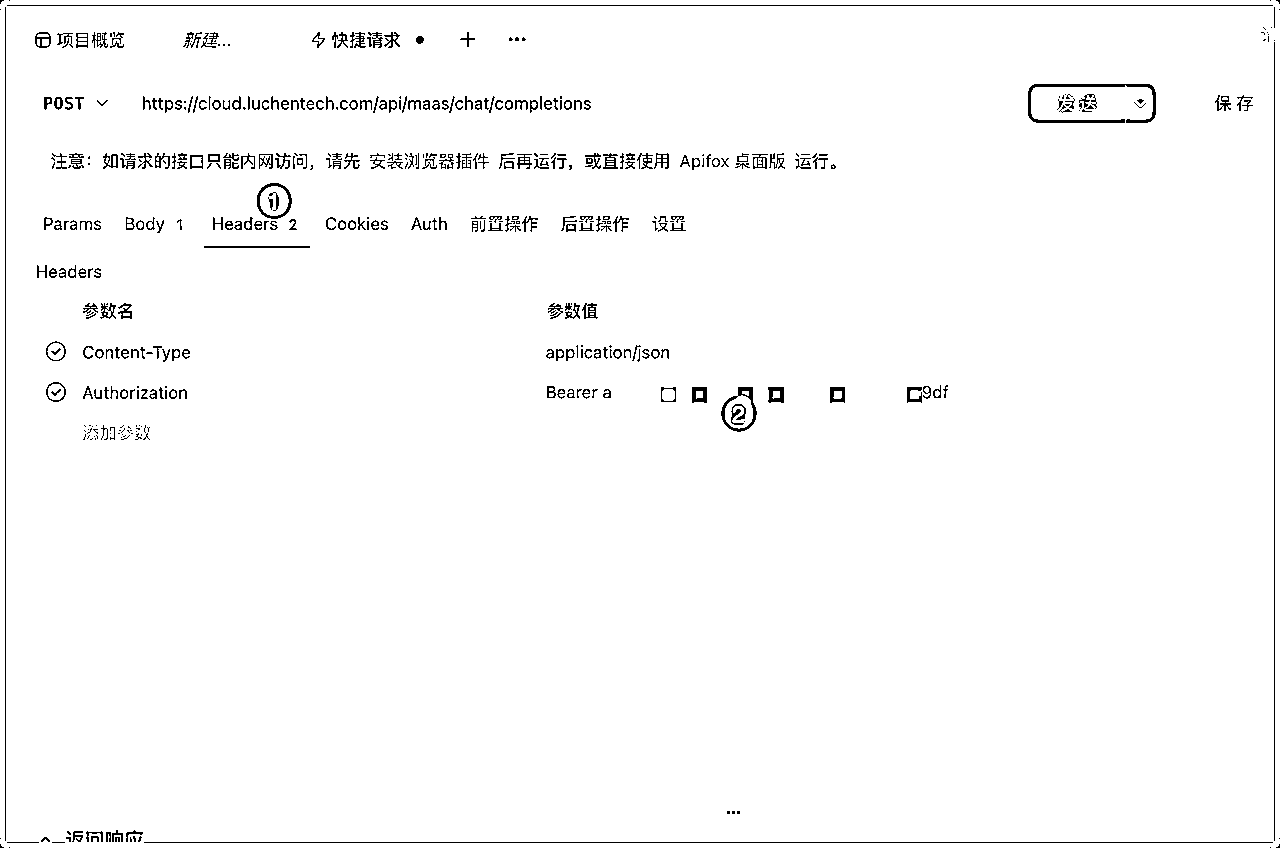 项目概览 新建... 快捷请求 ● + ...
POST https://cloud.luchentech.com/api/maas/chat/completions 发送 保存
注意：如请求的接口只能内网访问，请先 安装浏览器插件 后再运行，或直接使用 Apifox 桌面版 运行。
①
Params Body 1 Headers 2 Cookies Auth 前置操作 后置操作 设置
Headers
参数名 参数值
Content-Type application/json
Authorization Bearer a 9df
②
添加参数
...
返回响应